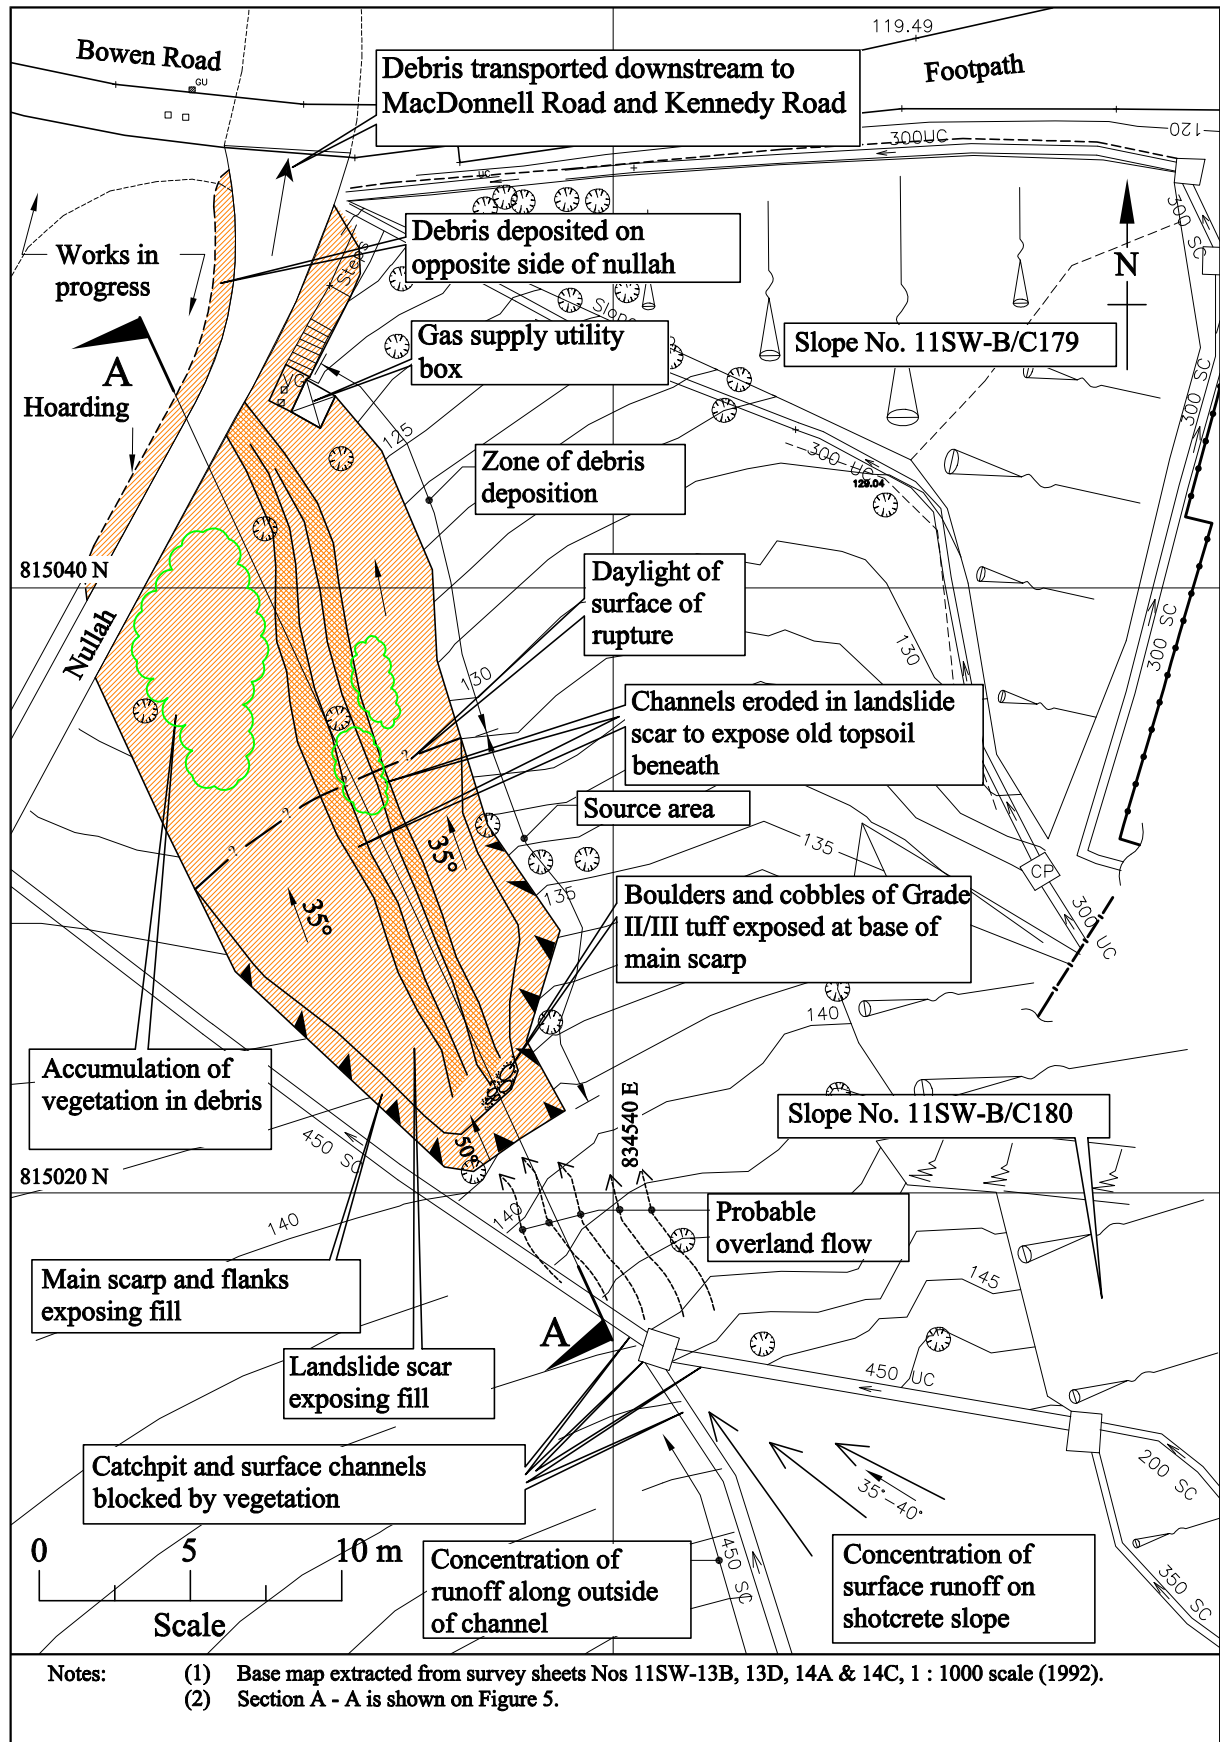 119.49
Bowen Road
GU
Footpath
Debris transported downstream to
MacDonnell Road and Kennedy Road
120
300UC
UC
300 SC
Debris deposited on
opposite side of nullah
Works in
progress
Steps
N
Slope
Gas supply utility
box
Slope No. 11SW-B/C179
A
VG
Hoarding
300 SC
125
Zone of debris
deposition
300 UC
129.04
815040 N
Daylight of
surface of
rupture
Nullah
130
130
300 SC
Channels eroded in landslide
scar to expose old topsoil
beneath
?
?
?
?
Source area
35°
135
135
CP
Boulders and cobbles of Grade
II/III tuff exposed at base of
main scarp
35°
300 UC
140
Accumulation of
vegetation in debris
834540 E
Slope No. 11SW-B/C180
450 SC
50°
815020 N
140
140
Probable
overland flow
Main scarp and flanks
exposing fill
145
A
Landslide scar
exposing fill
450 UC
Catchpit and surface channels
blocked by vegetation
200 SC
35°-40°
0 5 10 m
Scale
Concentration of
runoff along outside
of channel
450 SC
Concentration of
surface runoff on
shotcrete slope
350 SC
Notes: (1) Base map extracted from survey sheets Nos 11SW-13B, 13D, 14A & 14C, 1 : 1000 scale (1992).
(2) Section A - A is shown on Figure 5.